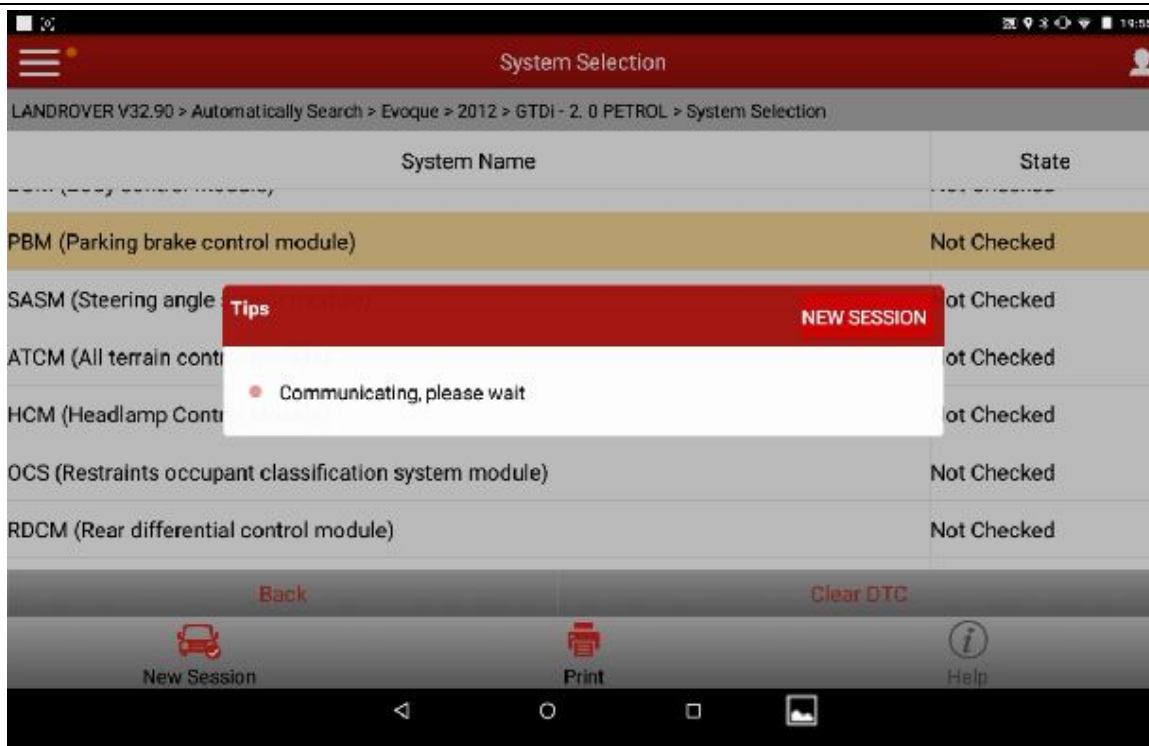 19:55
System Selection
LANDROVER V32.90 > Automatically Search > Evoque > 2012 > GTDi - 2. 0 PETROL > System Selection
System Name State
PBM (Parking brake control module) Not Checked
SASM (Steering angle ot Checked
Tips NEW SESSION
ATCM (All terrain cont ot Checked
Communicating, please wait
HCM (Headlamp Contr ot Checked
OCS (Restraints occupant classification system module) Not Checked
RDCM (Rear differential control module) Not Checked
Back Clear DTC
New Session Print Help